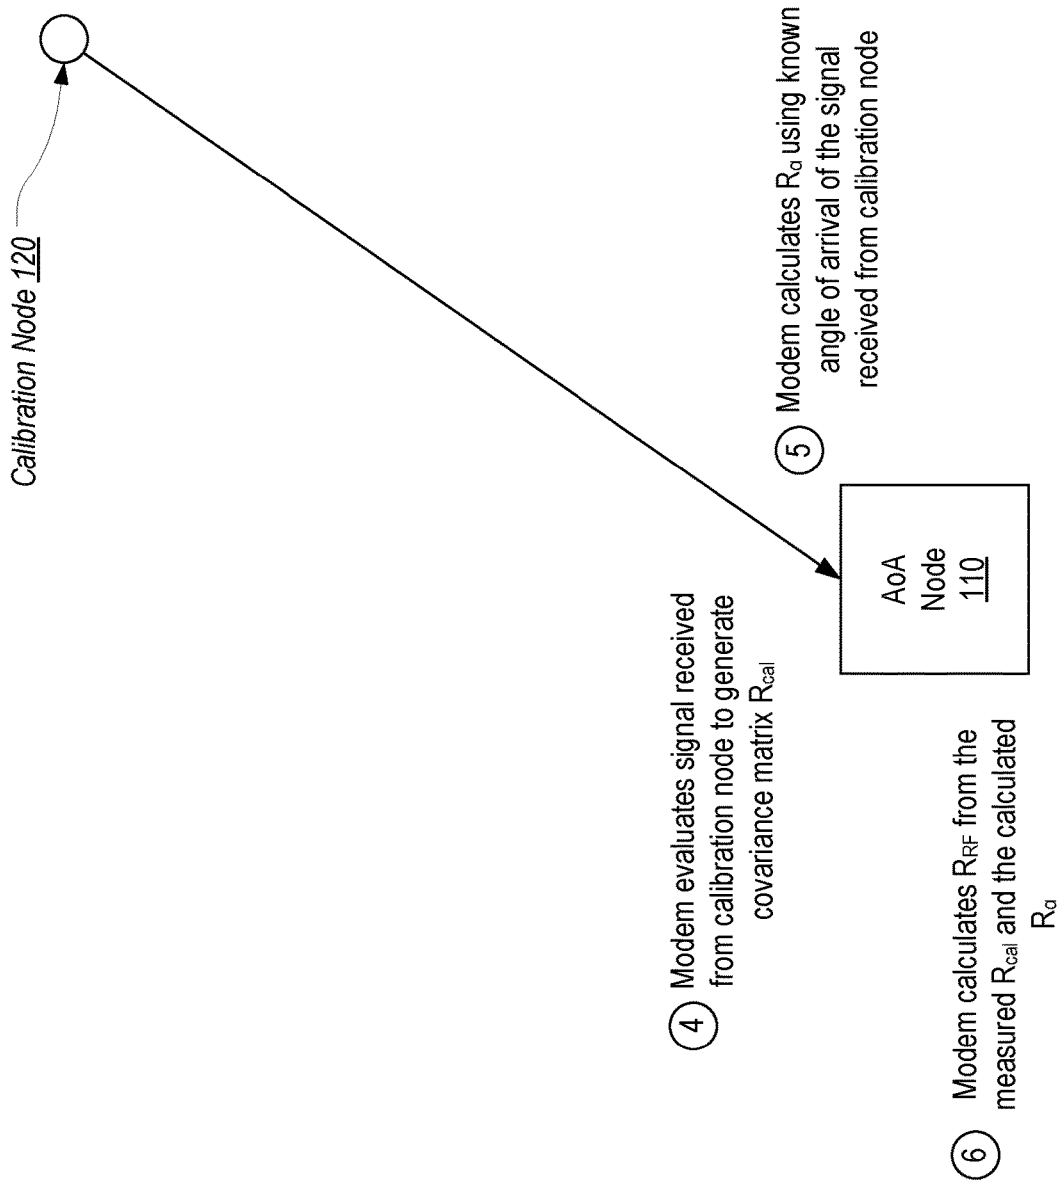 Calibration Node 120
4
Modem evaluates signal received
from calibration node to generate
covariance matrix Rcal
5
Modem calculates Rα using known
angle of arrival of the signal
received from calibration node
AoA
Node
110
6
Modem calculates RRF from the
measured Rcal and the calculated
Rα